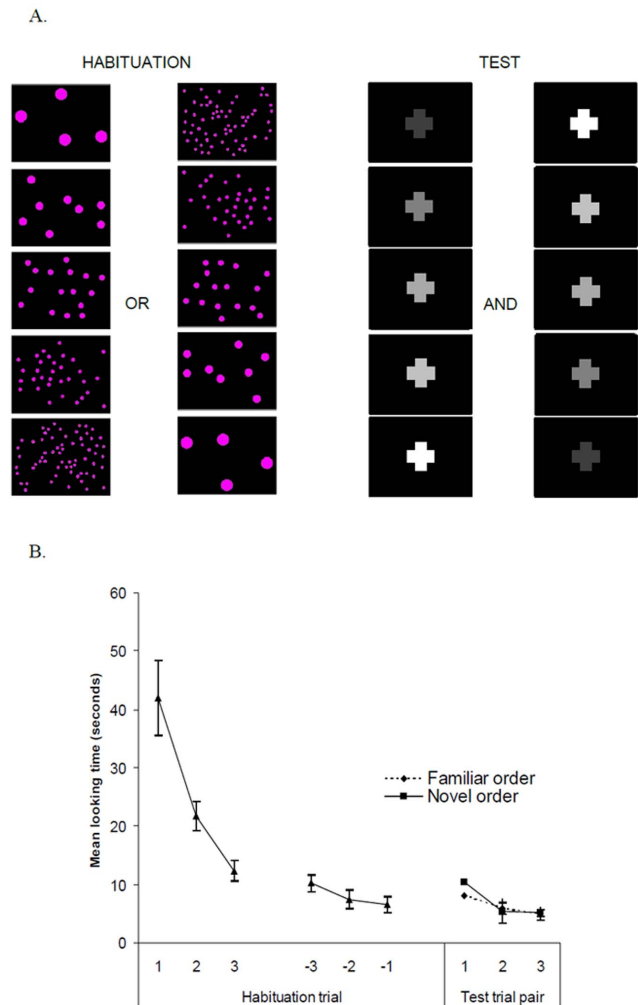 A.
HABITUATION TEST
OR AND
B.
60
50
40
30
20
10
0
Mean looking time (seconds)
Familiar order
Novel order
1 2 3 -3 -2 -1 1 2 3
Habituation trial Test trial pair